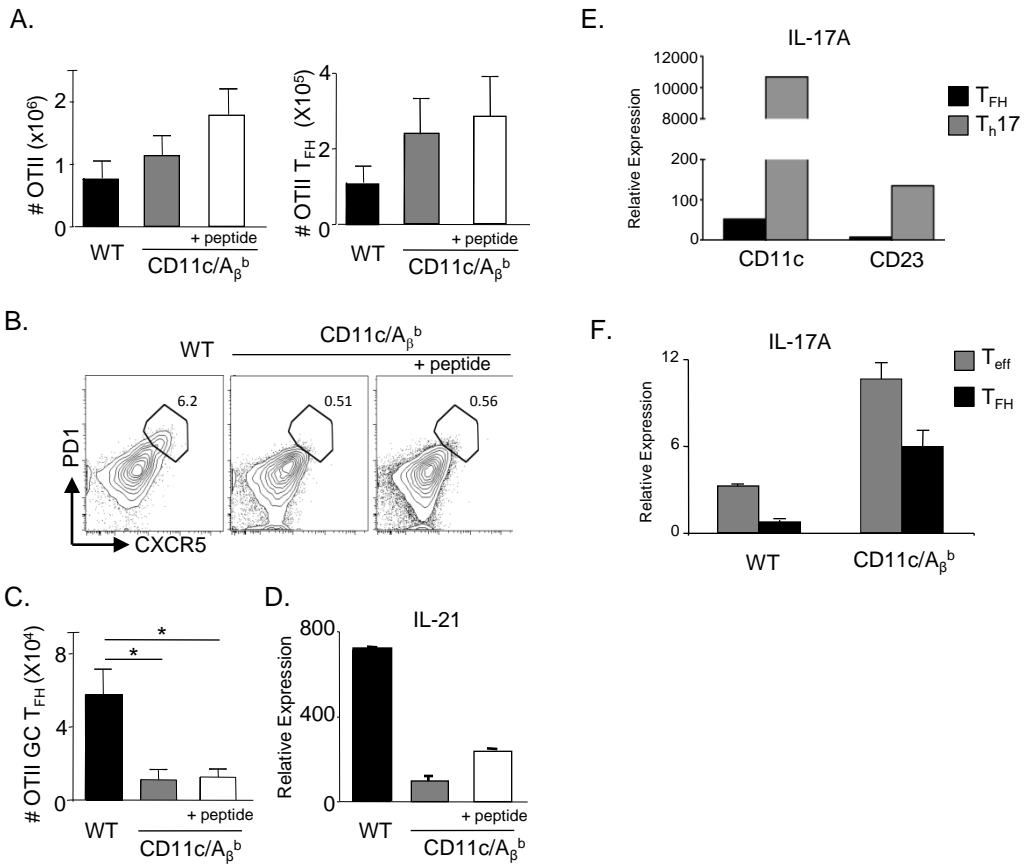 A.
# OTII (x10⁶)
2
1
0
WT
+ peptide
CD11c/Aβᵇ
# OTII TFH (X10⁵)
4
2
0
WT
+ peptide
CD11c/Aβᵇ
B.
WT
CD11c/Aβᵇ
+ peptide
6.2
0.51
0.56
PD1
CXCR5
C.
# OTII GC TFH (X10⁴)
8
4
0
*
*
WT
+ peptide
CD11c/Aβᵇ
D.
IL-21
Relative Expression
800
400
0
WT
+ peptide
CD11c/Aβᵇ
E.
IL-17A
Relative Expression
12000
10000
8000
200
100
0
CD11c
CD23
TFH
Th17
F.
IL-17A
Relative Expression
12
6
0
WT
CD11c/Aβᵇ
Teff
TFH